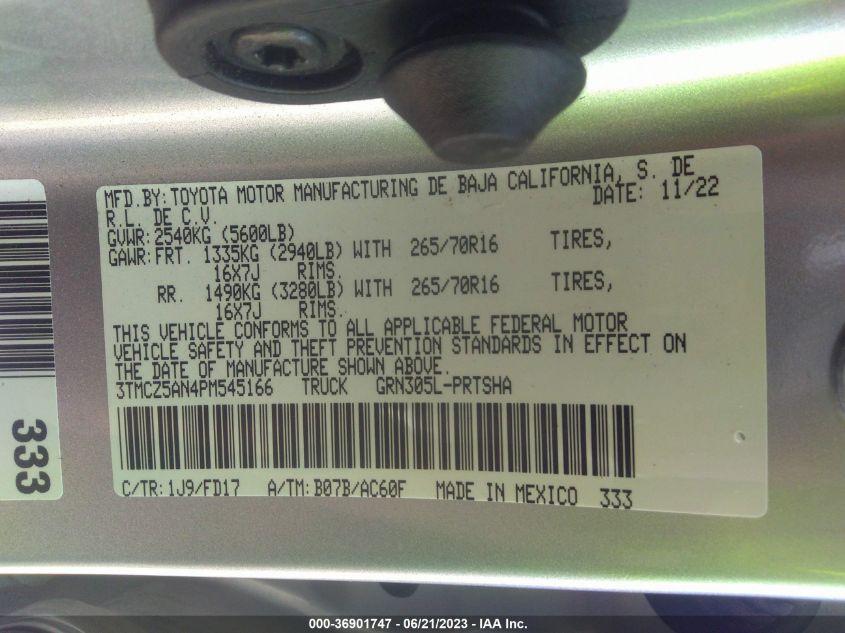 MFD.BY:TOYOTA MOTOR MANUFACTURING DE BAJA CALIFORNIA, S. DE
R.L. DE C.V. DATE: 11/22
GVWR:2540KG (5600LB)
GAWR:FRT. 1335KG (2940LB) WITH 265/70R16 TIRES,
16X7J RIMS.
RR. 1490KG (3280LB) WITH 265/70R16 TIRES,
16X7J RIMS.
THIS VEHICLE CONFORMS TO ALL APPLICABLE FEDERAL MOTOR
VEHICLE SAFETY AND THEFT PREVENTION STANDARDS IN EFFECT ON
THE DATE OF MANUFACTURE SHOWN ABOVE.
3TMCZ5AN4PM545166 TRUCK GRN305L-PRTSHA
C/TR:1J9/FD17 A/TM:B07B/AC60F MADE IN MEXICO 333
333
000-36901747 - 06/21/2023 - IAA Inc.